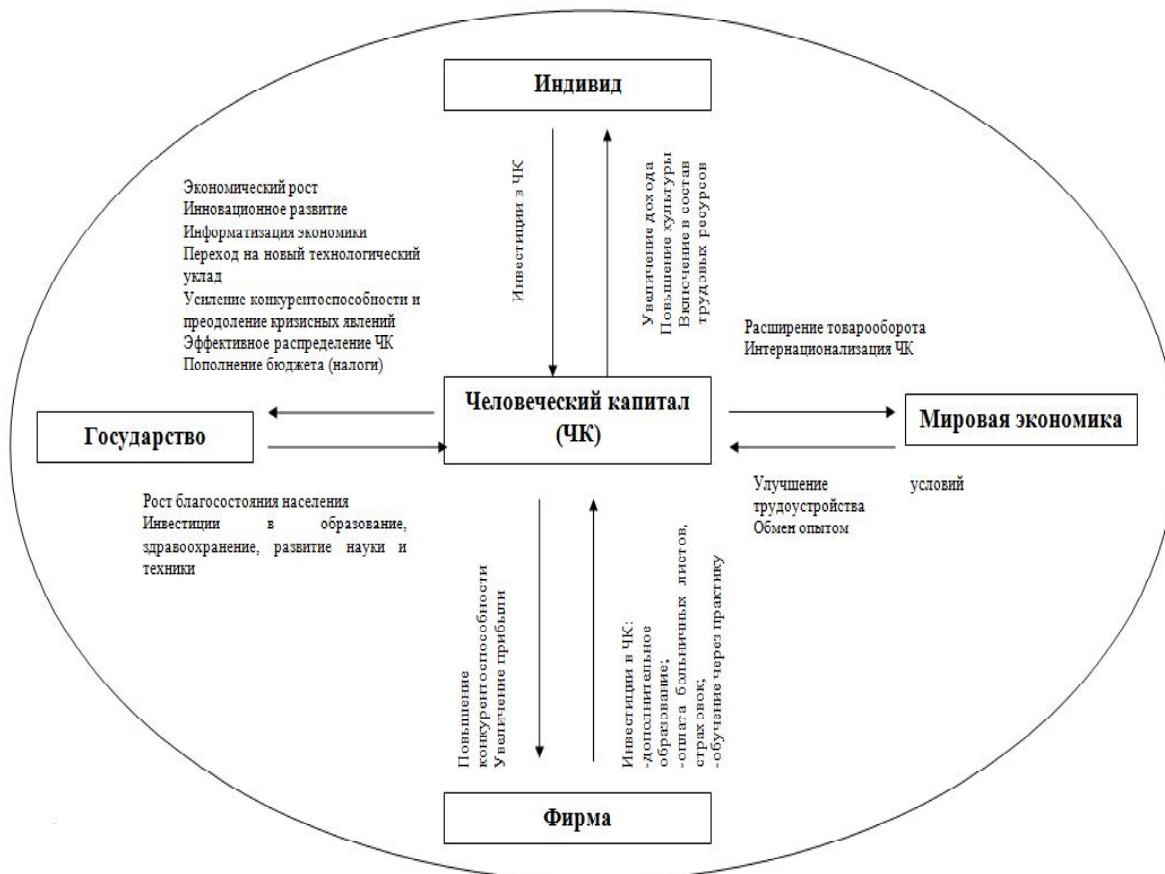 Индивид
Инвестиции в ЧК
Увеличение дохода
Повышение культуры
Включение в состав
трудовых ресурсов
Экономический рост
Инновационное развитие
Информатизация экономики
Переход на новый технологический
уклад
Усиление конкурентоспособности и
преодоление кризисных явлений
Эффективное распределение ЧК
Пополнение бюджета (налоги)
Расширение товарооборота
Интернационализация ЧК
Государство
Человеческий капитал
(ЧК)
Мировая экономика
Рост благосостояния населения
Инвестиции в образование,
здравоохранение, развитие науки и
техники
Улучшение условий
трудоустройства
Обмен опытом
Повышение
конкурентоспособности
Увеличение прибыли
Инвестиции в ЧК:
-дополнительное
образование;
-оплата больничных листов,
страховок;
-обучение через практику
Фирма